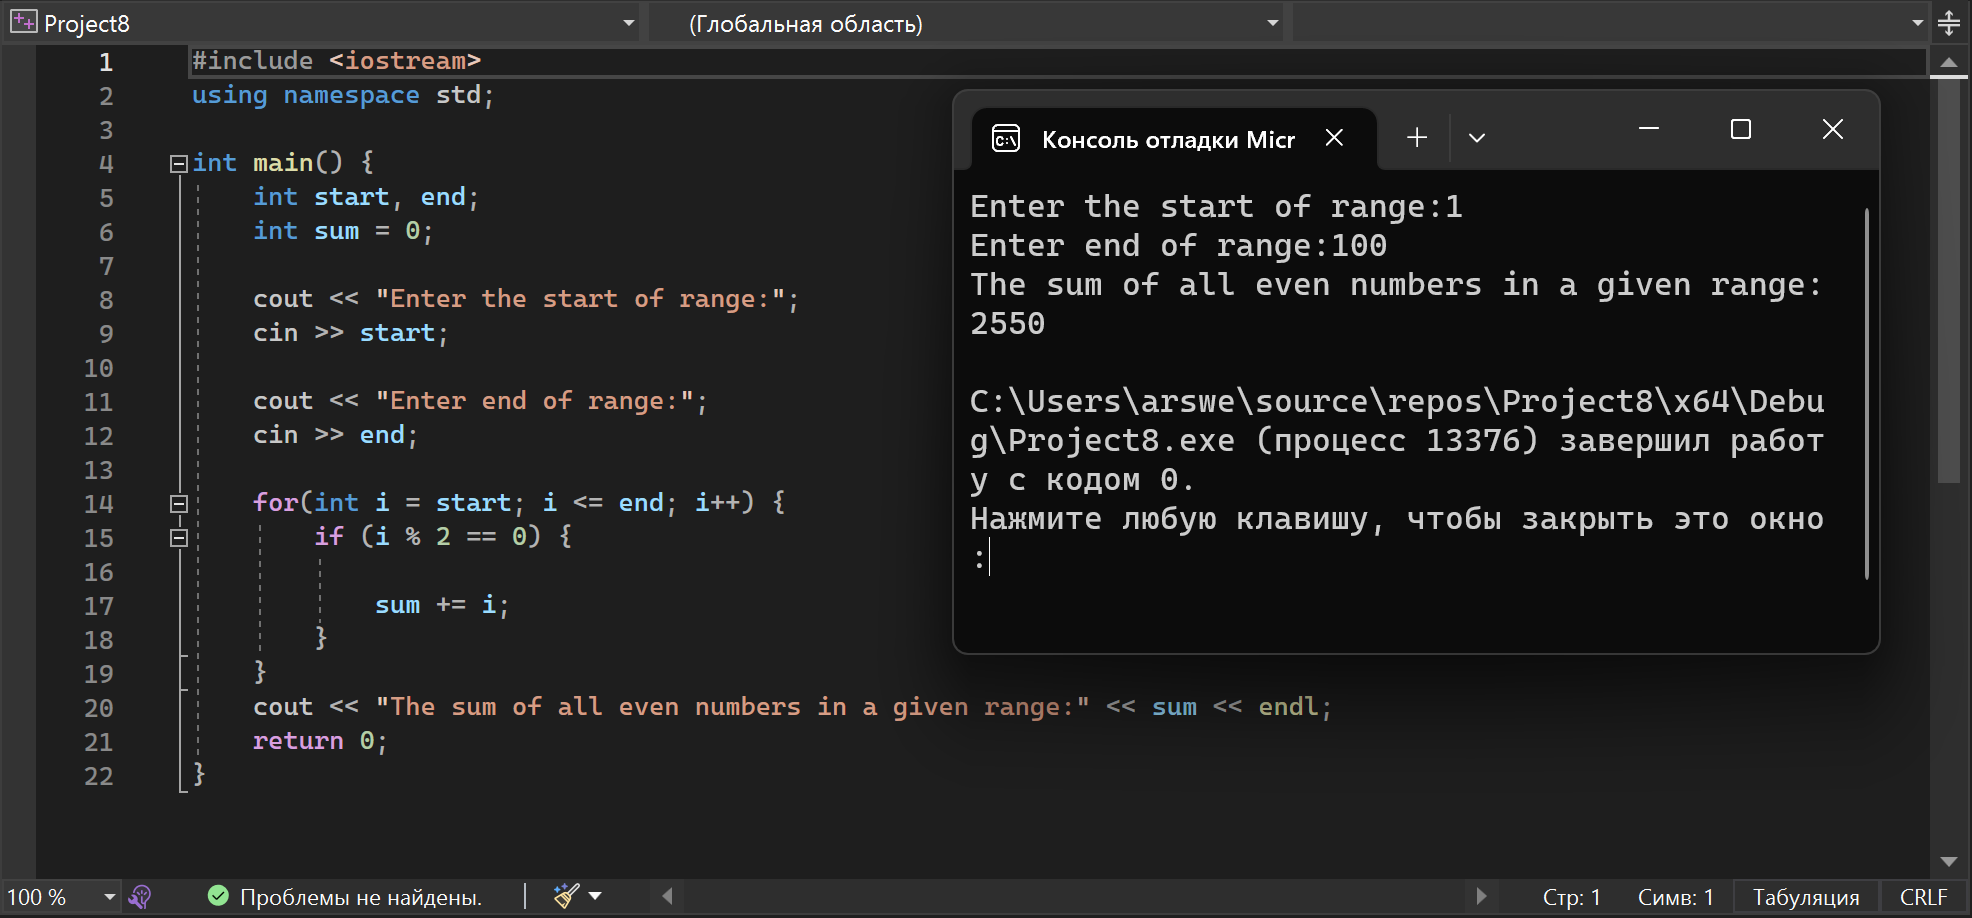 Project8
(Глобальная область)
1 #include <iostream>
2 using namespace std;
3
4 int main() {
5 int start, end;
6 int sum = 0;
7
8 cout << "Enter the start of range:";
9 cin >> start;
10
11 cout << "Enter end of range:";
12 cin >> end;
13
14 for(int i = start; i <= end; i++) {
15 if (i % 2 == 0) {
16
17 sum += i;
18 }
19 }
20 cout << "The sum of all even numbers in a given range:" << sum << endl;
21 return 0;
22 }
Консоль отладки Micr
Enter the start of range:1
Enter end of range:100
The sum of all even numbers in a given range:
2550
C:\Users\arswe\source\repos\Project8\x64\Debu
g\Project8.exe (процесс 13376) завершил работ
у с кодом 0.
Нажмите любую клавишу, чтобы закрыть это окно
:
100 %
Проблемы не найдены.
Стр: 1
Симв: 1
Табуляция
CRLF